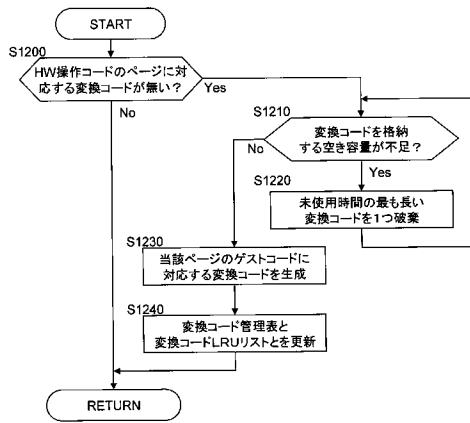 START
S1200
HW操作コードのページに対
応する変換コードが無い？
Yes
No
S1210
変換コードを格納
する空き容量が不足？
No
Yes
S1220
未使用時間の最も長い
変換コードを1つ破棄
S1230
当該ページのゲストコードに
対応する変換コードを生成
S1240
変換コード管理表と
変換コードLRUリストとを更新
RETURN